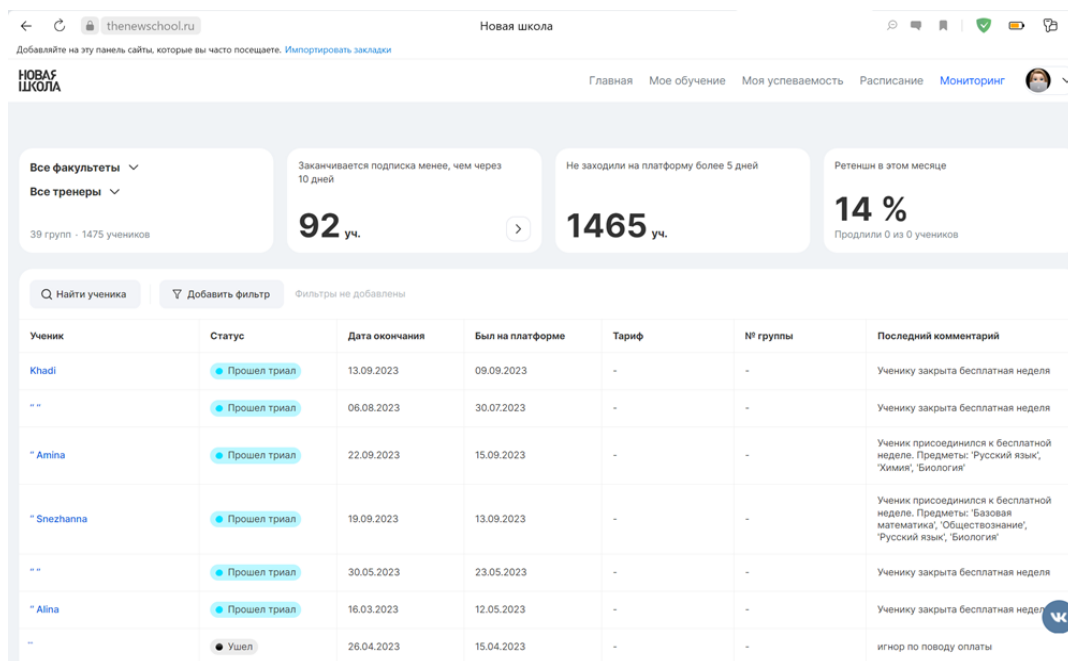 thenewschool.ru
Новая школа
Добавляйте на эту панель сайты, которые вы часто посещаете. Импортировать закладки
НОВАЯ
ШКОЛА
Главная Мое обучение Моя успеваемость Расписание Мониторинг
Все факультеты
Все тренеры
39 групп - 1475 учеников
Заканчивается подписка менее, чем через
10 дней
92 уч.
Не заходили на платформу более 5 дней
1465 уч.
Ретеншн в этом месяце
14 %
Продлили 0 из 0 учеников
Найти ученика Добавить фильтр Фильтры не добавлены
Ученик Статус Дата окончания Был на платформе Тариф № группы Последний комментарий
Khadi Прошел триал 13.09.2023 09.09.2023 - - Ученику закрыта бесплатная неделя
" " Прошел триал 06.08.2023 30.07.2023 - - Ученику закрыта бесплатная неделя
" Amina Прошел триал 22.09.2023 15.09.2023 - - Ученик присоединился к бесплатной
неделе. Предметы: 'Русский язык',
'Химия', 'Биология'
" Snezhanna Прошел триал 19.09.2023 13.09.2023 - - Ученик присоединился к бесплатной
неделе. Предметы: 'Базовая
математика', 'Обществознание',
'Русский язык', 'Биология'
" " Прошел триал 30.05.2023 23.05.2023 - - Ученику закрыта бесплатная неделя
" Alina Прошел триал 16.03.2023 12.05.2023 - - Ученику закрыта бесплатная недел
" Ушел 26.04.2023 15.04.2023 - - игнор по поводу оплаты